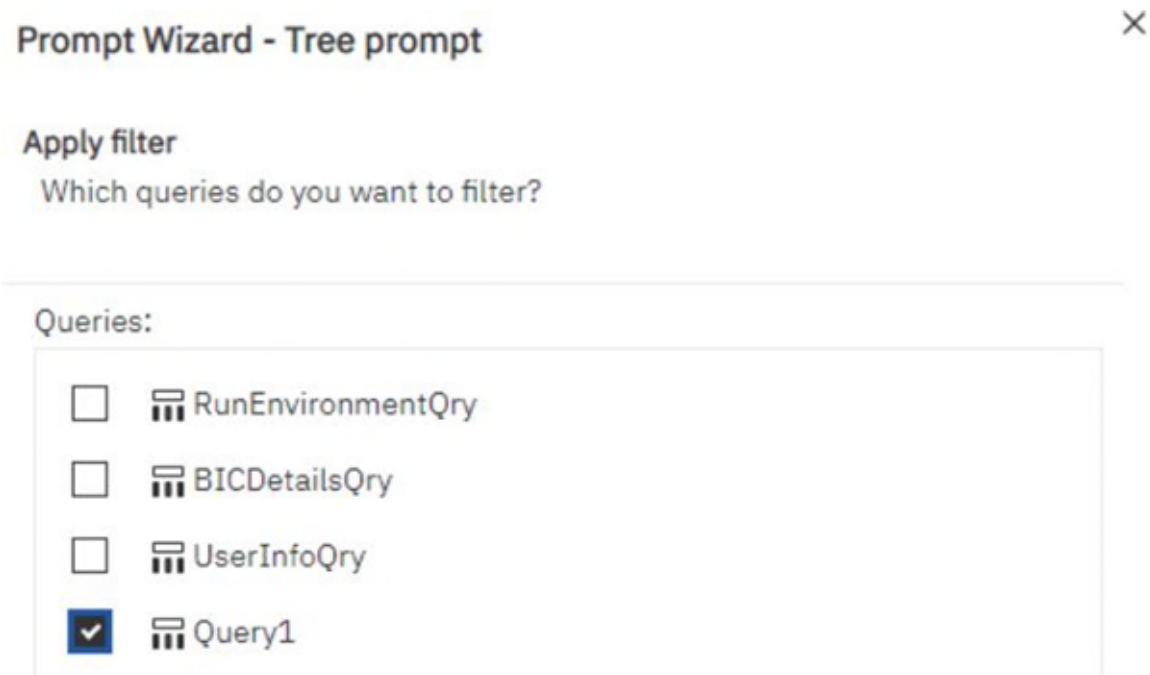 Prompt Wizard - Tree prompt
Apply filter
Which queries do you want to filter?
Queries:
RunEnvironmentQry
BICDetailsQry
UserInfoQry
Query1